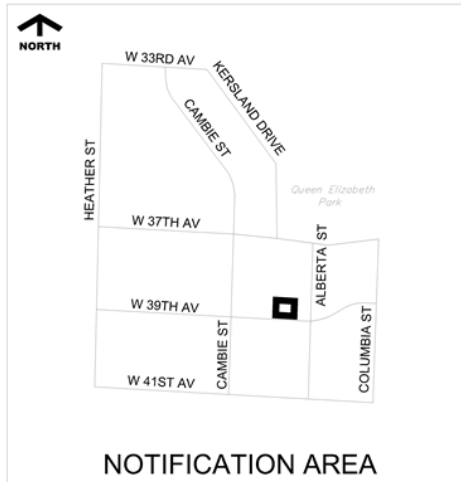 NORTH
W 33RD AV
KERSLAND DRIVE
CAMBIE ST
HEATHER ST
Queen Elizabeth
Park
W 37TH AV
ALBERTA ST
W 39TH AV
CAMBIE ST
COLUMBIA ST
W 41ST AV
NOTIFICATION AREA